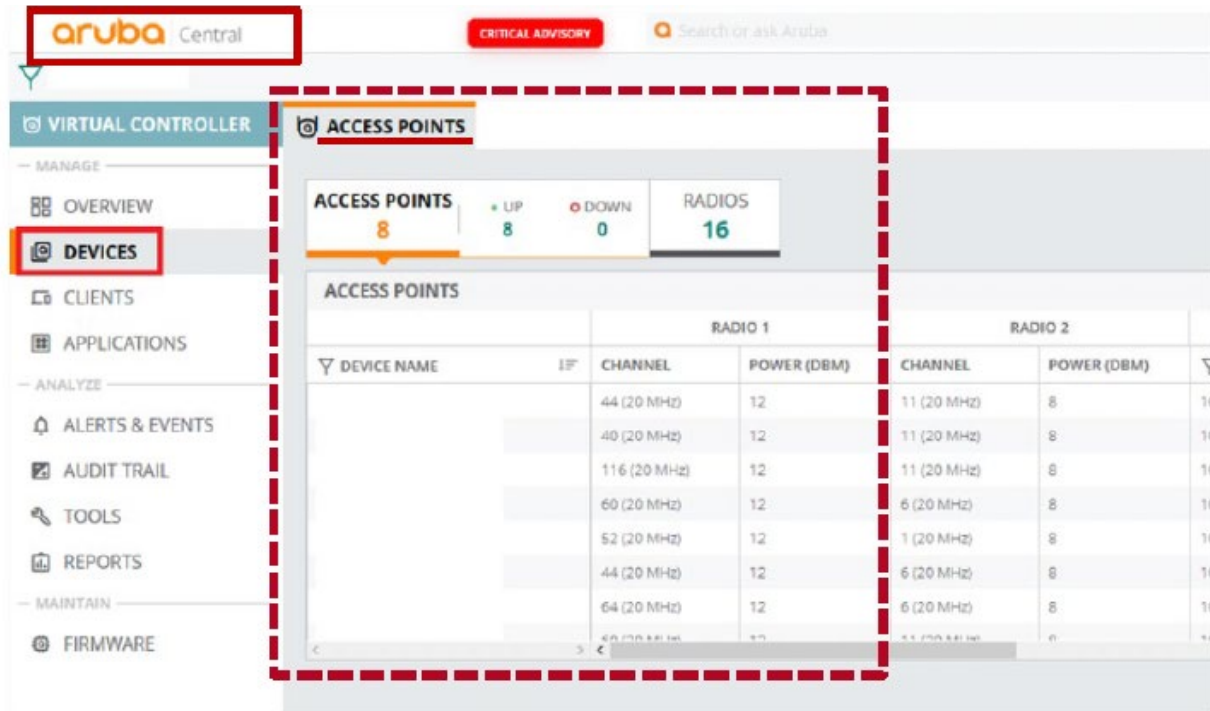 aruba Central
CRITICAL ADVISORY
Search or ask Aruba
VIRTUAL CONTROLLER
ACCESS POINTS
MANAGE
OVERVIEW
DEVICES
CLIENTS
APPLICATIONS
ANALYZE
ALERTS & EVENTS
AUDIT TRAIL
TOOLS
REPORTS
MAINTAIN
FIRMWARE
ACCESS POINTS UP DOWN RADIOS
8 8 0 16
ACCESS POINTS
RADIO 1 RADIO 2
DEVICE NAME CHANNEL POWER (DBM) CHANNEL POWER (DBM)
44 (20 MHz) 12 11 (20 MHz) 8
40 (20 MHz) 12 11 (20 MHz) 8
116 (20 MHz) 12 11 (20 MHz) 8
60 (20 MHz) 12 6 (20 MHz) 8
52 (20 MHz) 12 1 (20 MHz) 8
44 (20 MHz) 12 6 (20 MHz) 8
64 (20 MHz) 12 6 (20 MHz) 8